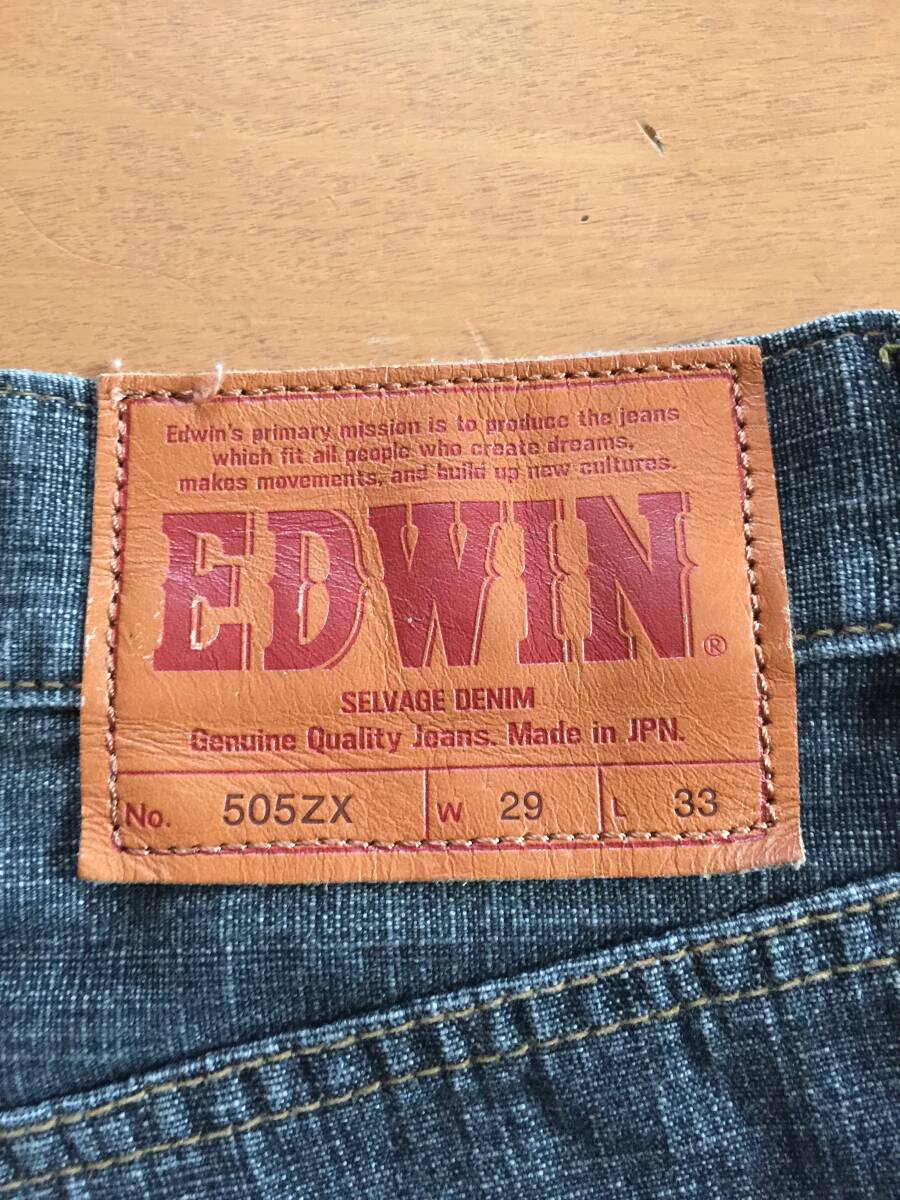 Edwin's primary mission is to produce the jeans
which fit all people who create dreams,
makes movements, and build up new cultures.
EDWIN®
SELVAGE DENIM
Genuine Quality Jeans. Made in JPN.
No. 505ZX W 29 L 33